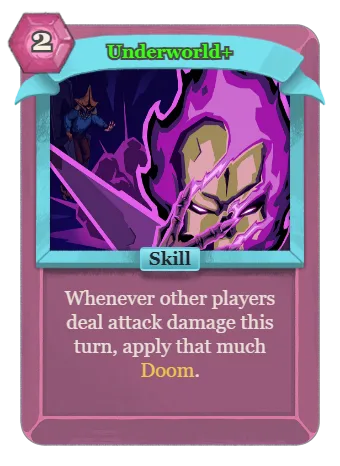 2
Underworld+
Skill
Whenever other players
deal attack damage this
turn, apply that much
Doom.